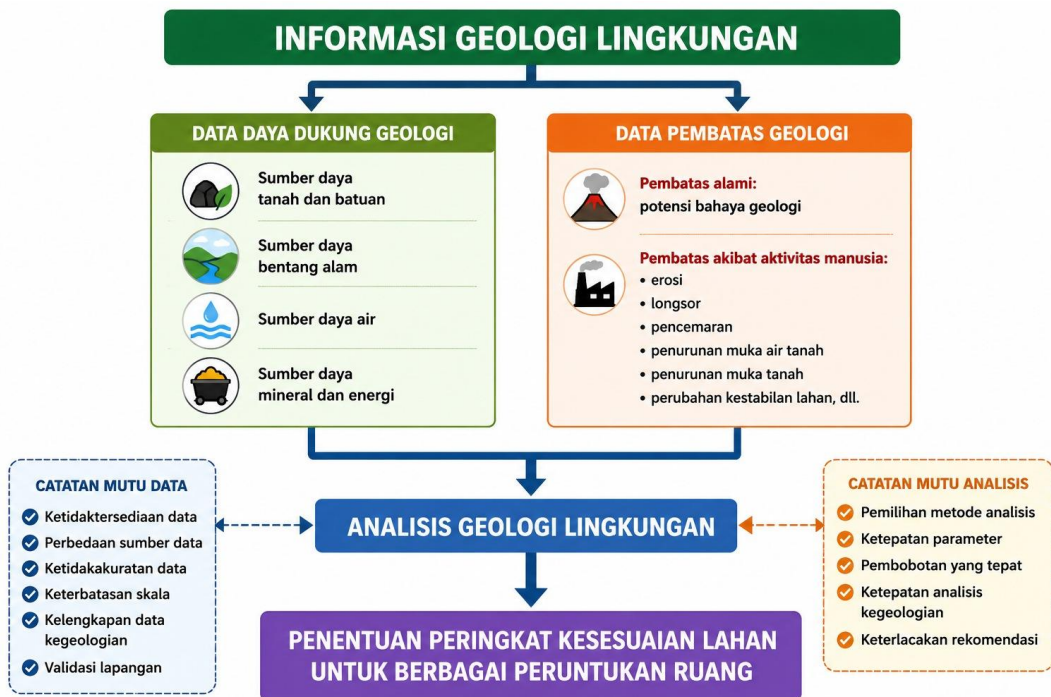 INFORMASI GEOLOGI LINGKUNGAN
DATA DAYA DUKUNG GEOLOGI
Sumber daya
tanah dan batuan
Sumber daya
bentang alam
Sumber daya air
Sumber daya
mineral dan energi
DATA PEMBATAS GEOLOGI
Pembatas alami:
potensi bahaya geologi
Pembatas akibat aktivitas manusia:
• erosi
• longsor
• pencemaran
• penurunan muka air tanah
• penurunan muka tanah
• perubahan kestabilan lahan, dll.
CATATAN MUTU DATA
Ketidaktersediaan data
Perbedaan sumber data
Ketidakakuratan data
Keterbatasan skala
Kelengkapan data
kegeologian
Validasi lapangan
ANALISIS GEOLOGI LINGKUNGAN
CATATAN MUTU ANALISIS
Pemilihan metode analisis
Ketepatan parameter
Pembobotan yang tepat
Ketepatan analisis
kegeologian
Keterlacakan rekomendasi
PENENTUAN PERINGKAT KESESUAIAN LAHAN
UNTUK BERBAGAI PERUNTUKAN RUANG